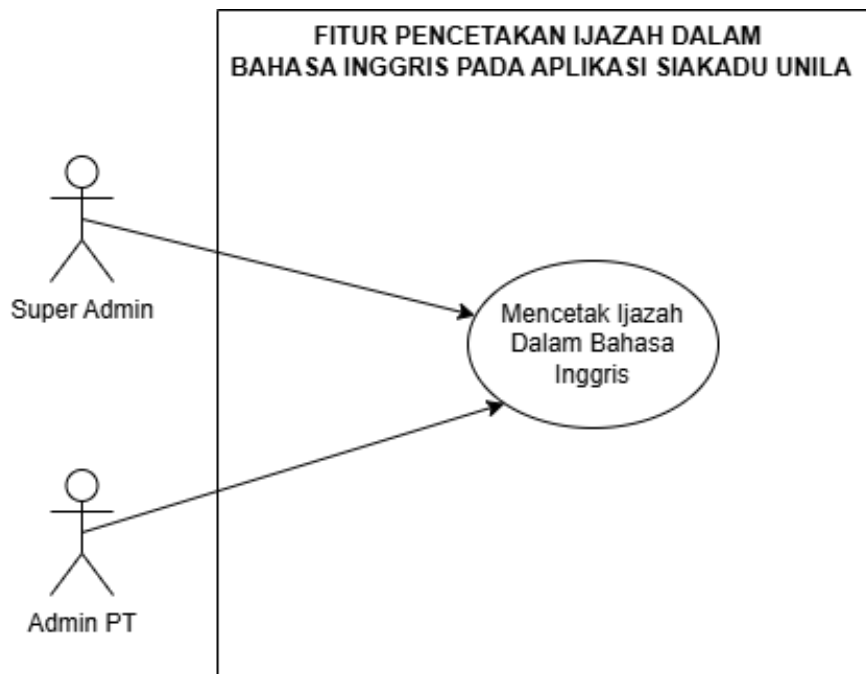 FITUR PENCETAKAN IJAZAH DALAM
BAHASA INGGRIS PADA APLIKASI SIAKADU UNILA
Super Admin
Mencetak Ijazah
Dalam Bahasa
Inggris
Admin PT